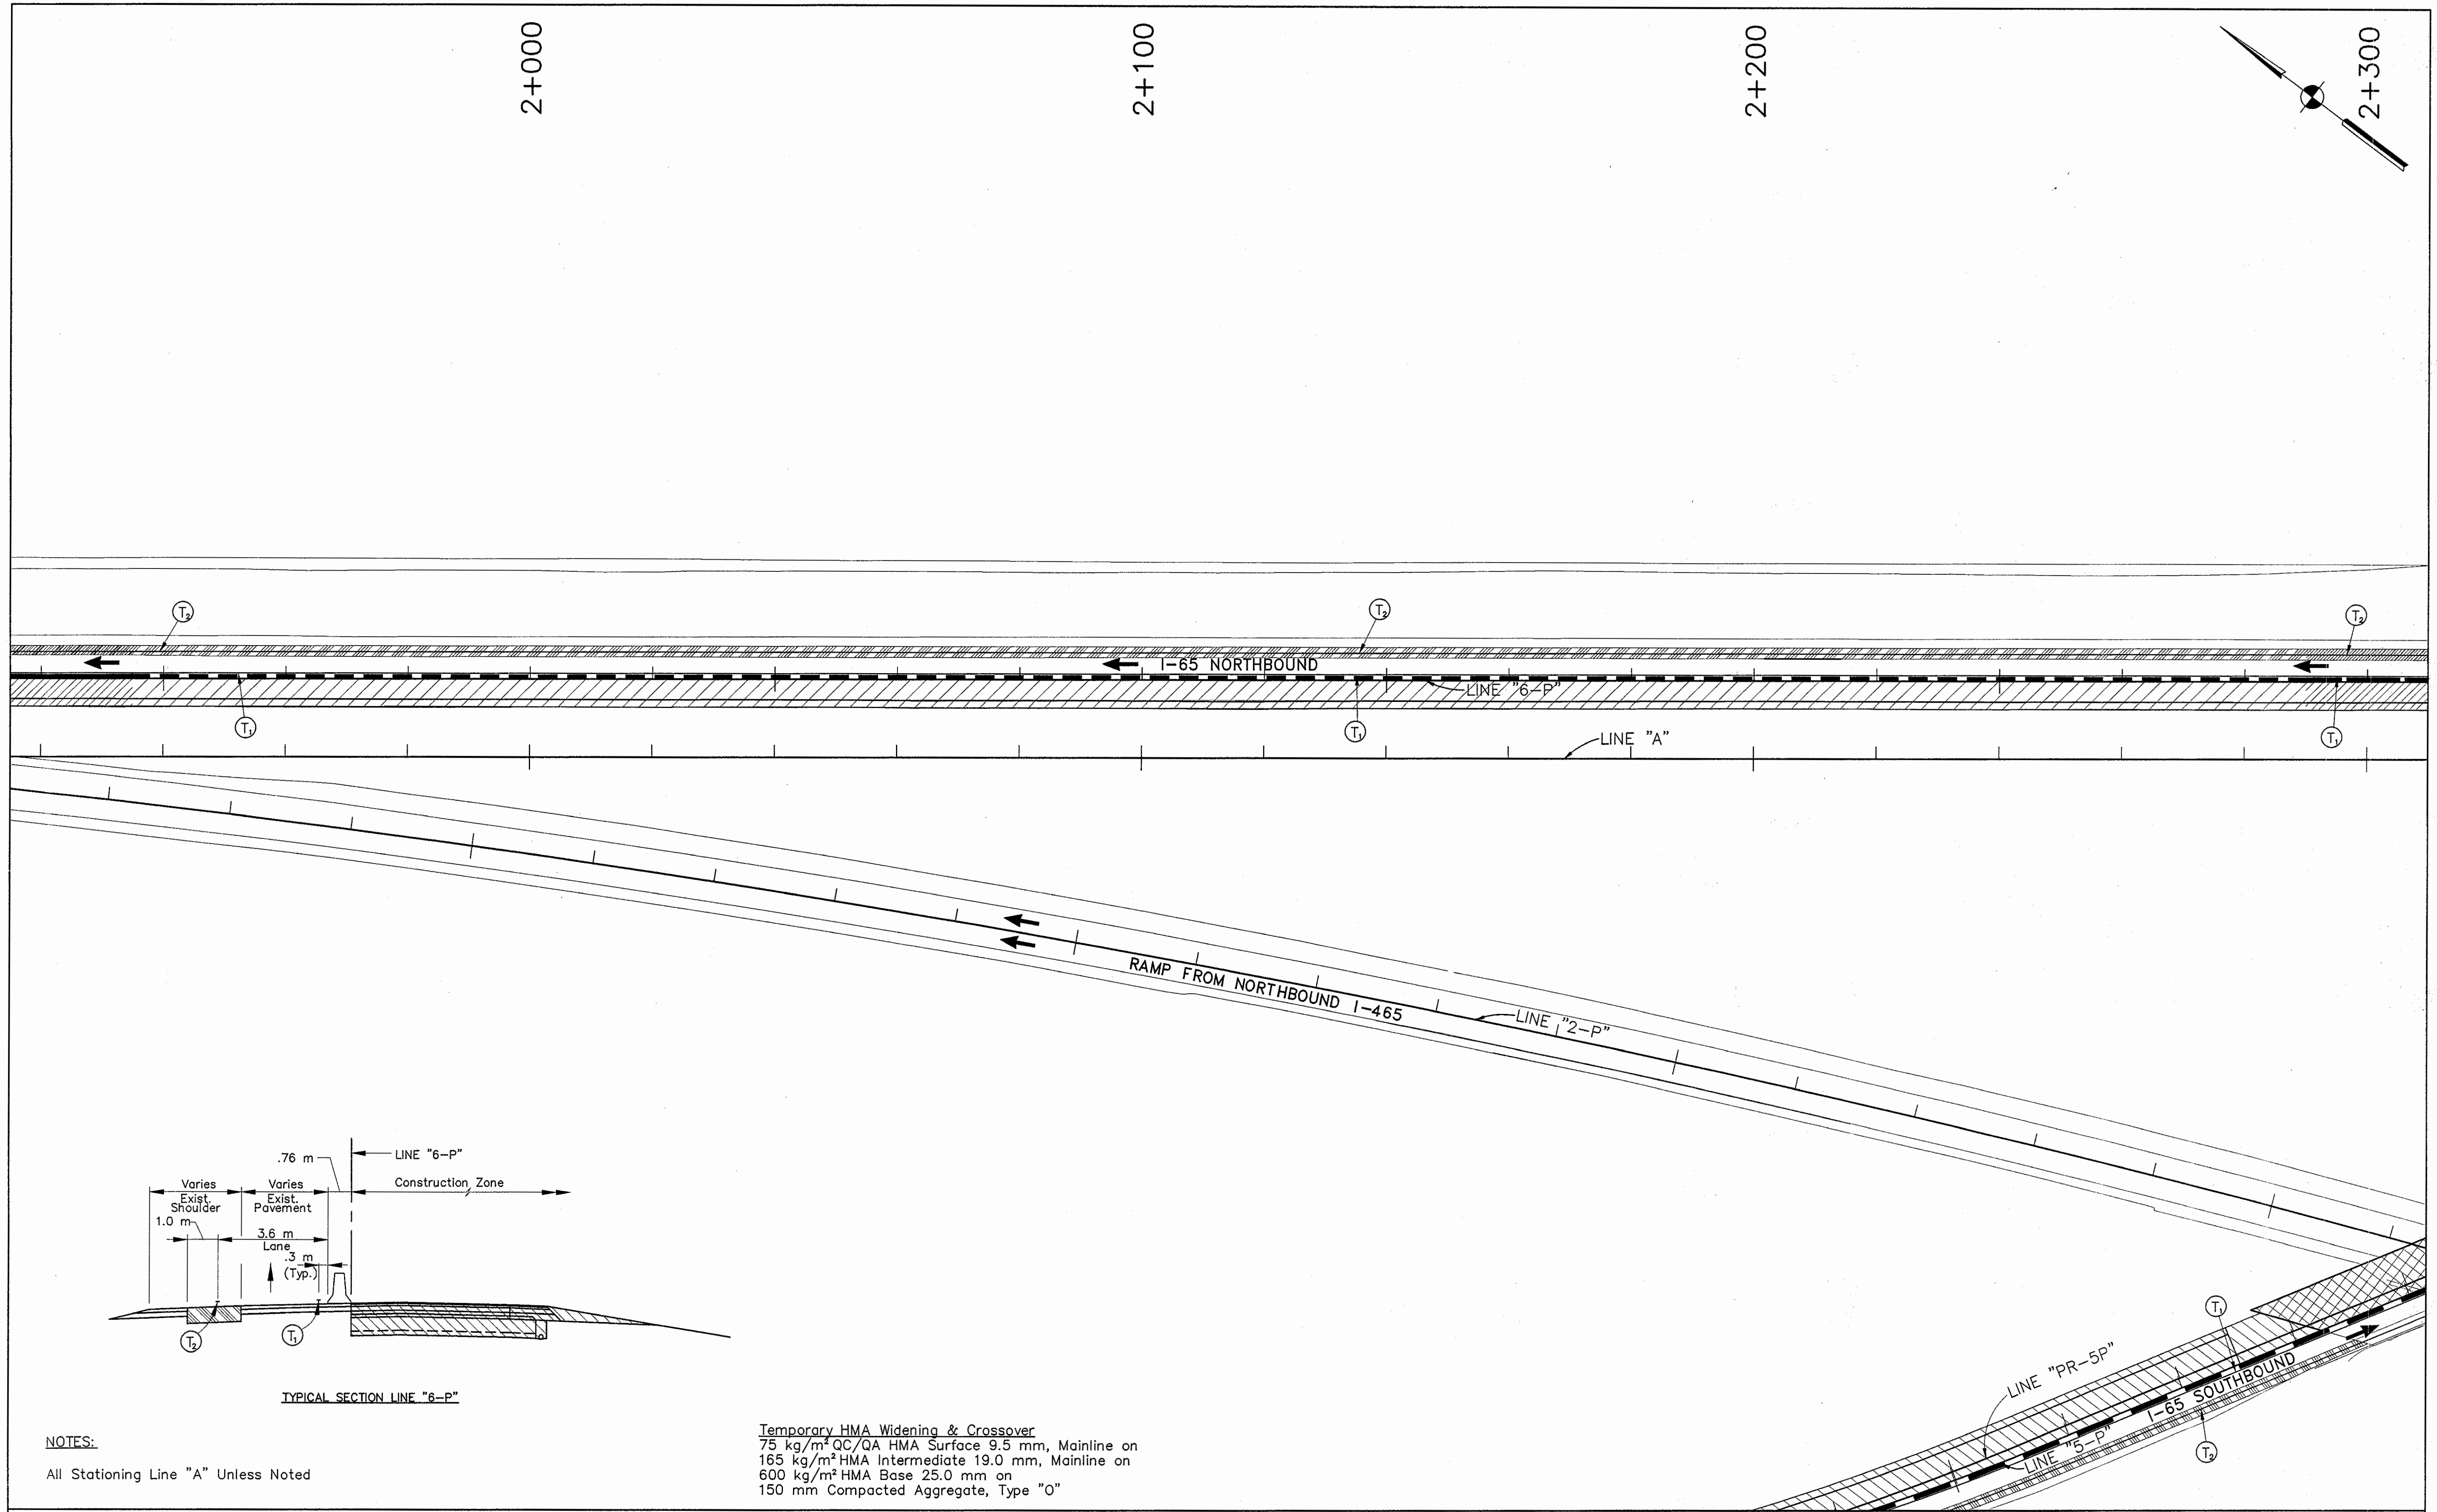 2+000
2+100
2+200
2+300
T₂
T₂
T₂
I-65 NORTHBOUND
LINE "6-P"
T₁
T₁
T₁
LINE "A"
RAMP FROM NORTHBOUND I-465
LINE "2-P"
.76 m
LINE "6-P"
Varies
Varies
Construction Zone
Exist.
Shoulder
Exist.
Pavement
1.0 m
3.6 m
Lane
.3 m
(Typ.)
T₂
T₁
TYPICAL SECTION LINE "6-P"
T₁
LINE "PR-5P"
I-65 SOUTHBOUND
LINE "5-P"
T₂
NOTES:
All Stationing Line "A" Unless Noted
Temporary HMA Widening & Crossover
75 kg/m² QC/QA HMA Surface 9.5 mm, Mainline on
165 kg/m² HMA Intermediate 19.0 mm, Mainline on
600 kg/m² HMA Base 25.0 mm on
150 mm Compacted Aggregate, Type "O"